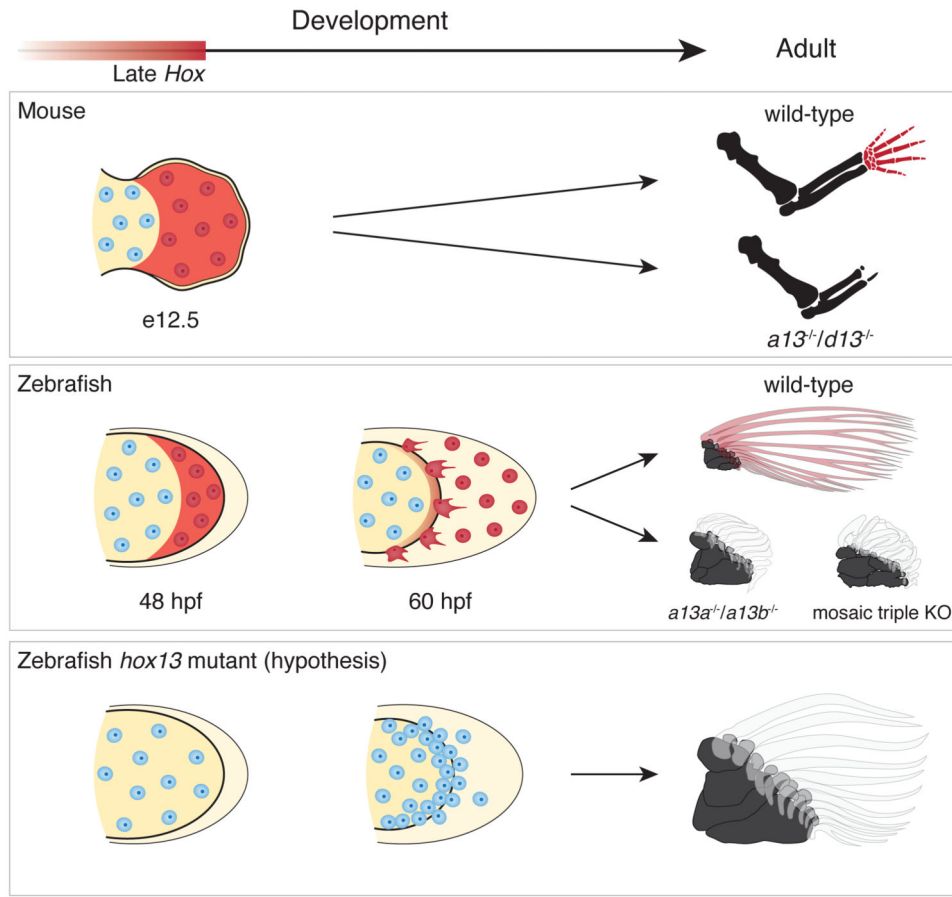 Development
Adult
Late Hox
Mouse
wild-type
e12.5
a13-/-/d13-/-
Zebrafish
wild-type
48 hpf
60 hpf
a13a-/-/a13b-/-
mosaic triple KO
Zebrafish hox13 mutant (hypothesis)